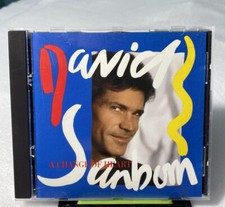 David
A CHANGE OF HEART
Sanborn